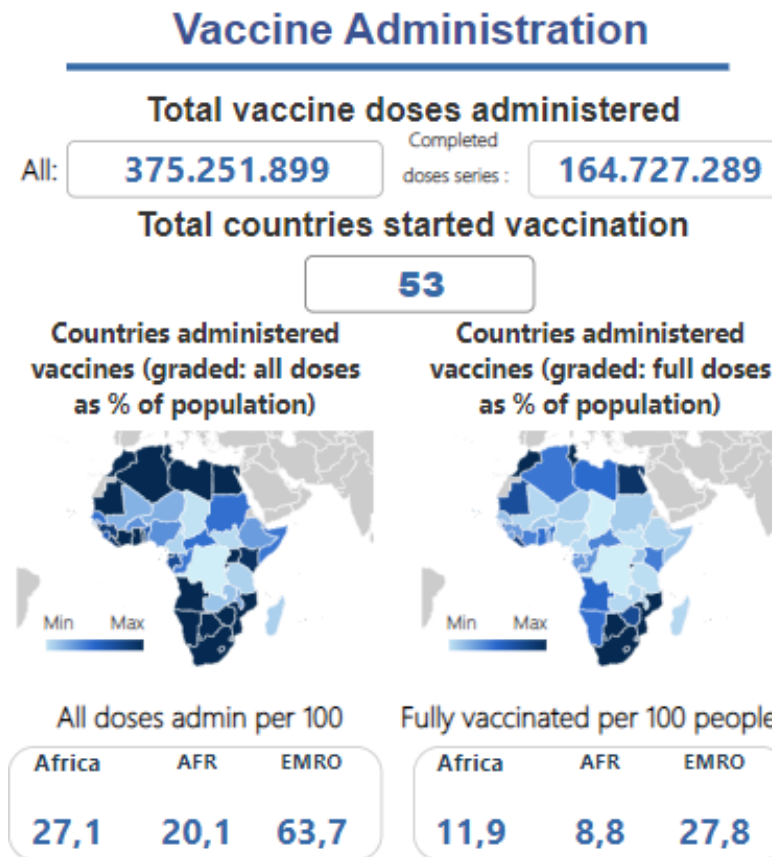 Vaccine Administration
Total vaccine doses administered
All:
375.251.899
Completed
doses series :
164.727.289
Total countries started vaccination
53
Countries administered
vaccines (graded: all doses
as % of population)
Countries administered
vaccines (graded: full doses
as % of population)
Min Max
Min Max
All doses admin per 100
Africa AFR EMRO
27,1 20,1 63,7
Fully vaccinated per 100 people
Africa AFR EMRO
11,9 8,8 27,8